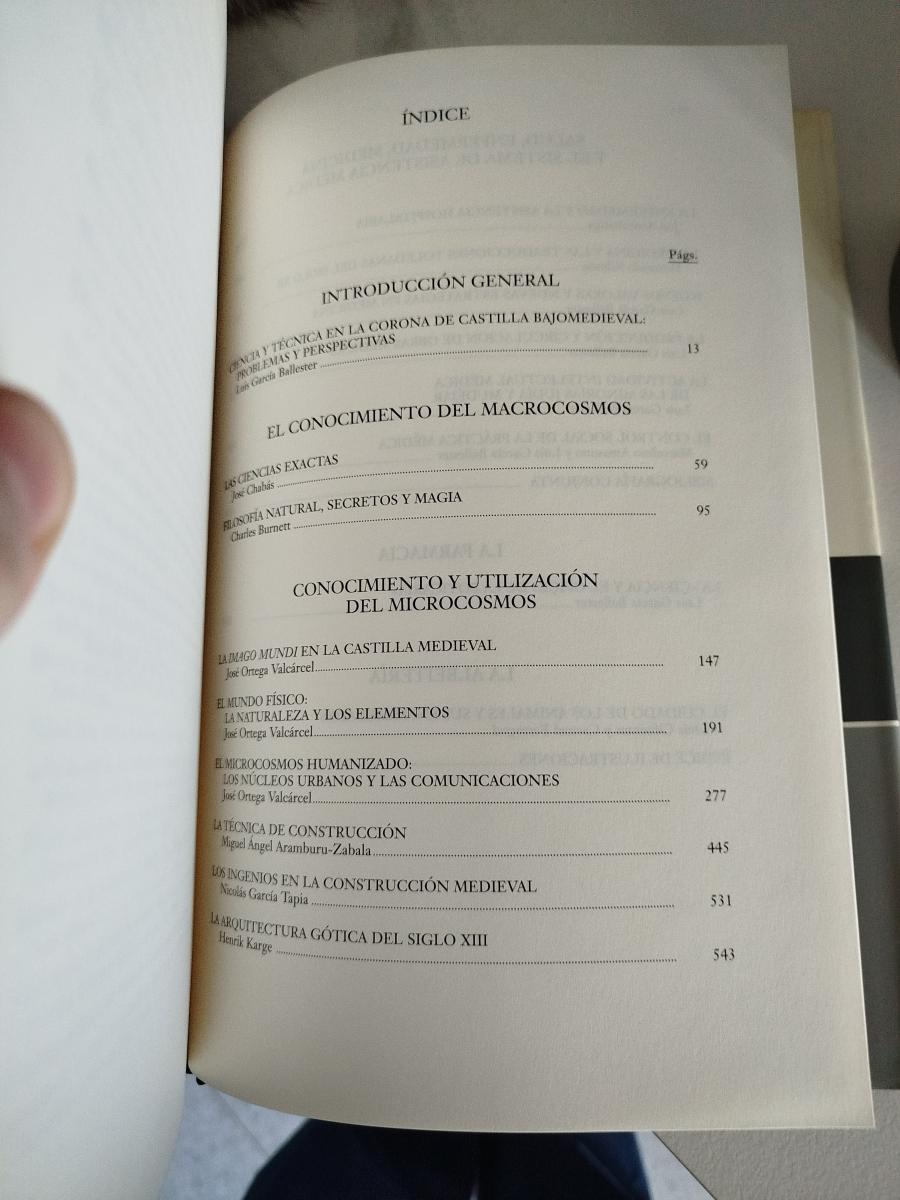 ÍNDICE
Págs.
INTRODUCCIÓN GENERAL
CIENCIA Y TÉCNICA EN LA CORONA DE CASTILLA BAJOMEDIEVAL:
PROBLEMAS Y PERSPECTIVAS
Luis García Ballester 13
EL CONOCIMIENTO DEL MACROCOSMOS
LAS CIENCIAS EXACTAS
José Chabás 59
FILOSOFÍA NATURAL, SECRETOS Y MAGIA
Charles Burnett 95
CONOCIMIENTO Y UTILIZACIÓN
DEL MICROCOSMOS
LA IMAGO MUNDI EN LA CASTILLA MEDIEVAL
José Ortega Valcárcel 147
EL MUNDO FÍSICO:
LA NATURALEZA Y LOS ELEMENTOS
José Ortega Valcárcel 191
EL MICROCOSMOS HUMANIZADO:
LOS NÚCLEOS URBANOS Y LAS COMUNICACIONES
José Ortega Valcárcel 277
LA TÉCNICA DE CONSTRUCCIÓN
Miguel Ángel Aramburu-Zabala 445
LOS INGENIOS EN LA CONSTRUCCIÓN MEDIEVAL
Nicolás García Tapia 531
LA ARQUITECTURA GÓTICA DEL SIGLO XIII
Henrik Karge 543